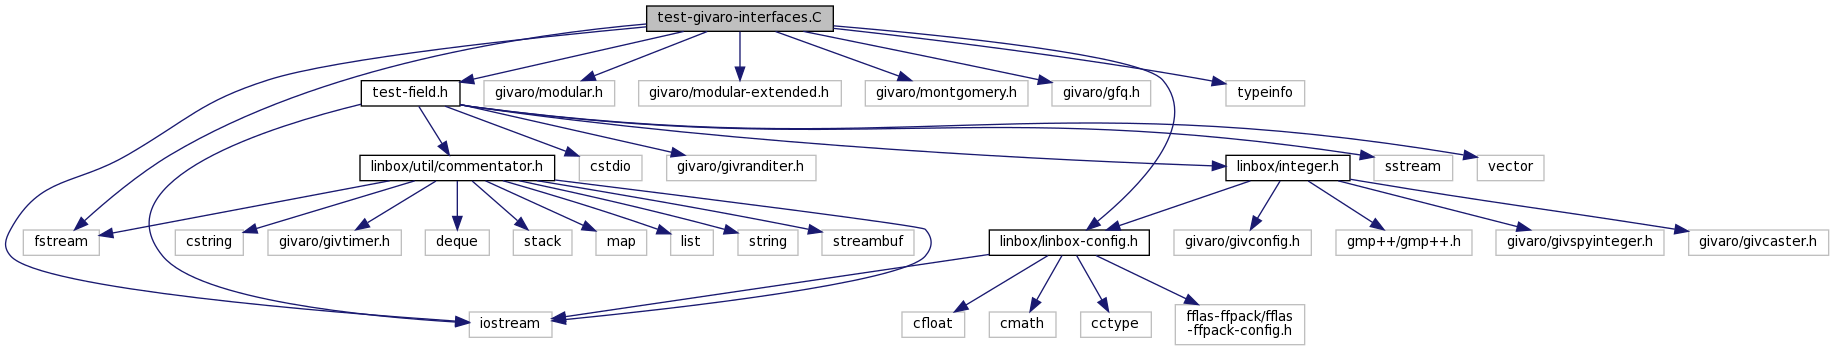 test-givaro-interfaces.C
test-field.h
givaro/modular.h
givaro/modular-extended.h
givaro/montgomery.h
givaro/gfq.h
typeinfo
linbox/util/commentator.h
cstdio
givaro/givranditer.h
linbox/integer.h
sstream
vector
fstream
cstring
givaro/givtimer.h
deque
stack
map
list
string
streambuf
linbox/linbox-config.h
givaro/givconfig.h
gmp++/gmp++.h
givaro/givspyinteger.h
givaro/givcaster.h
iostream
cfloat
cmath
cctype
fflas-ffpack/fflas
-ffpack-config.h